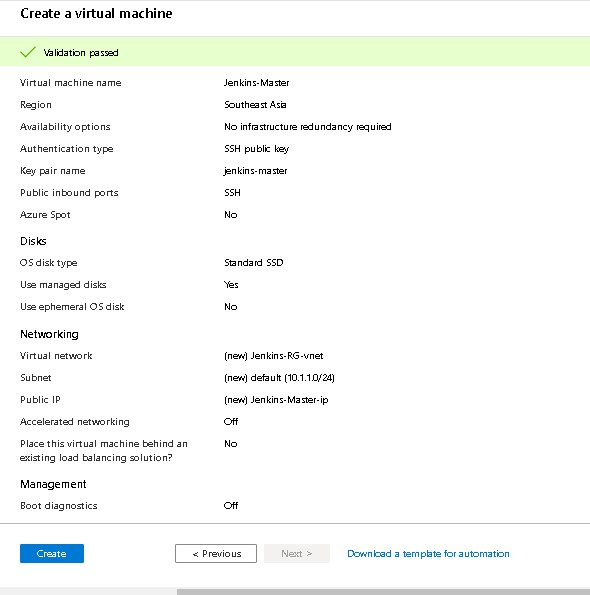 Create a virtual machine
Validation passed
Virtual machine name Jenkins-Master
Region Southeast Asia
Availability options No infrastructure redundancy required
Authentication type SSH public key
Key pair name jenkins-master
Public inbound ports SSH
Azure Spot No
Disks
OS disk type Standard SSD
Use managed disks Yes
Use ephemeral OS disk No
Networking
Virtual network (new) Jenkins-RG-vnet
Subnet (new) default (10.1.1.0/24)
Public IP (new) Jenkins-Master-ip
Accelerated networking Off
Place this virtual machine behind an No
existing load balancing solution?
Management
Boot diagnostics Off
Create < Previous Next > Download a template for automation